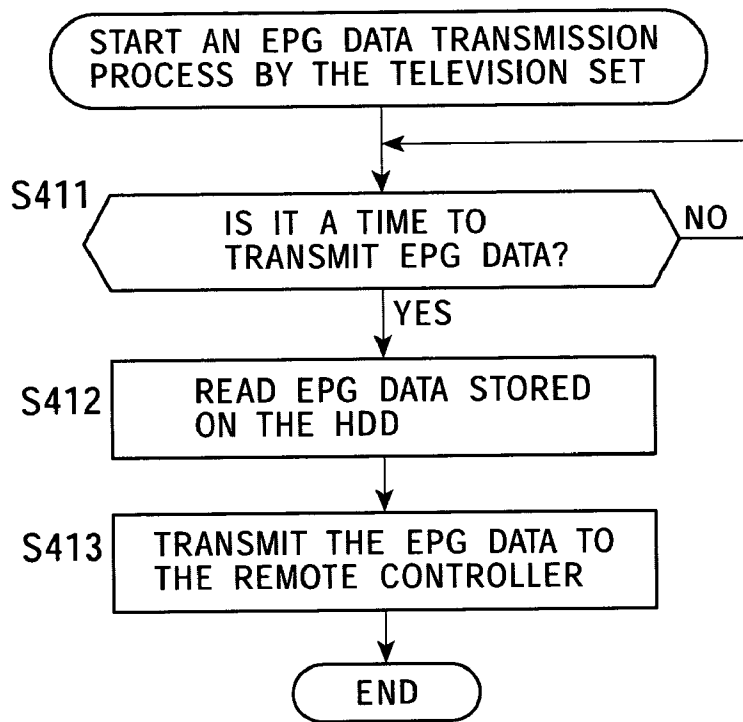 START AN EPG DATA TRANSMISSION
PROCESS BY THE TELEVISION SET
S411
IS IT A TIME TO
TRANSMIT EPG DATA?
NO
YES
S412
READ EPG DATA STORED
ON THE HDD
S413
TRANSMIT THE EPG DATA TO
THE REMOTE CONTROLLER
END